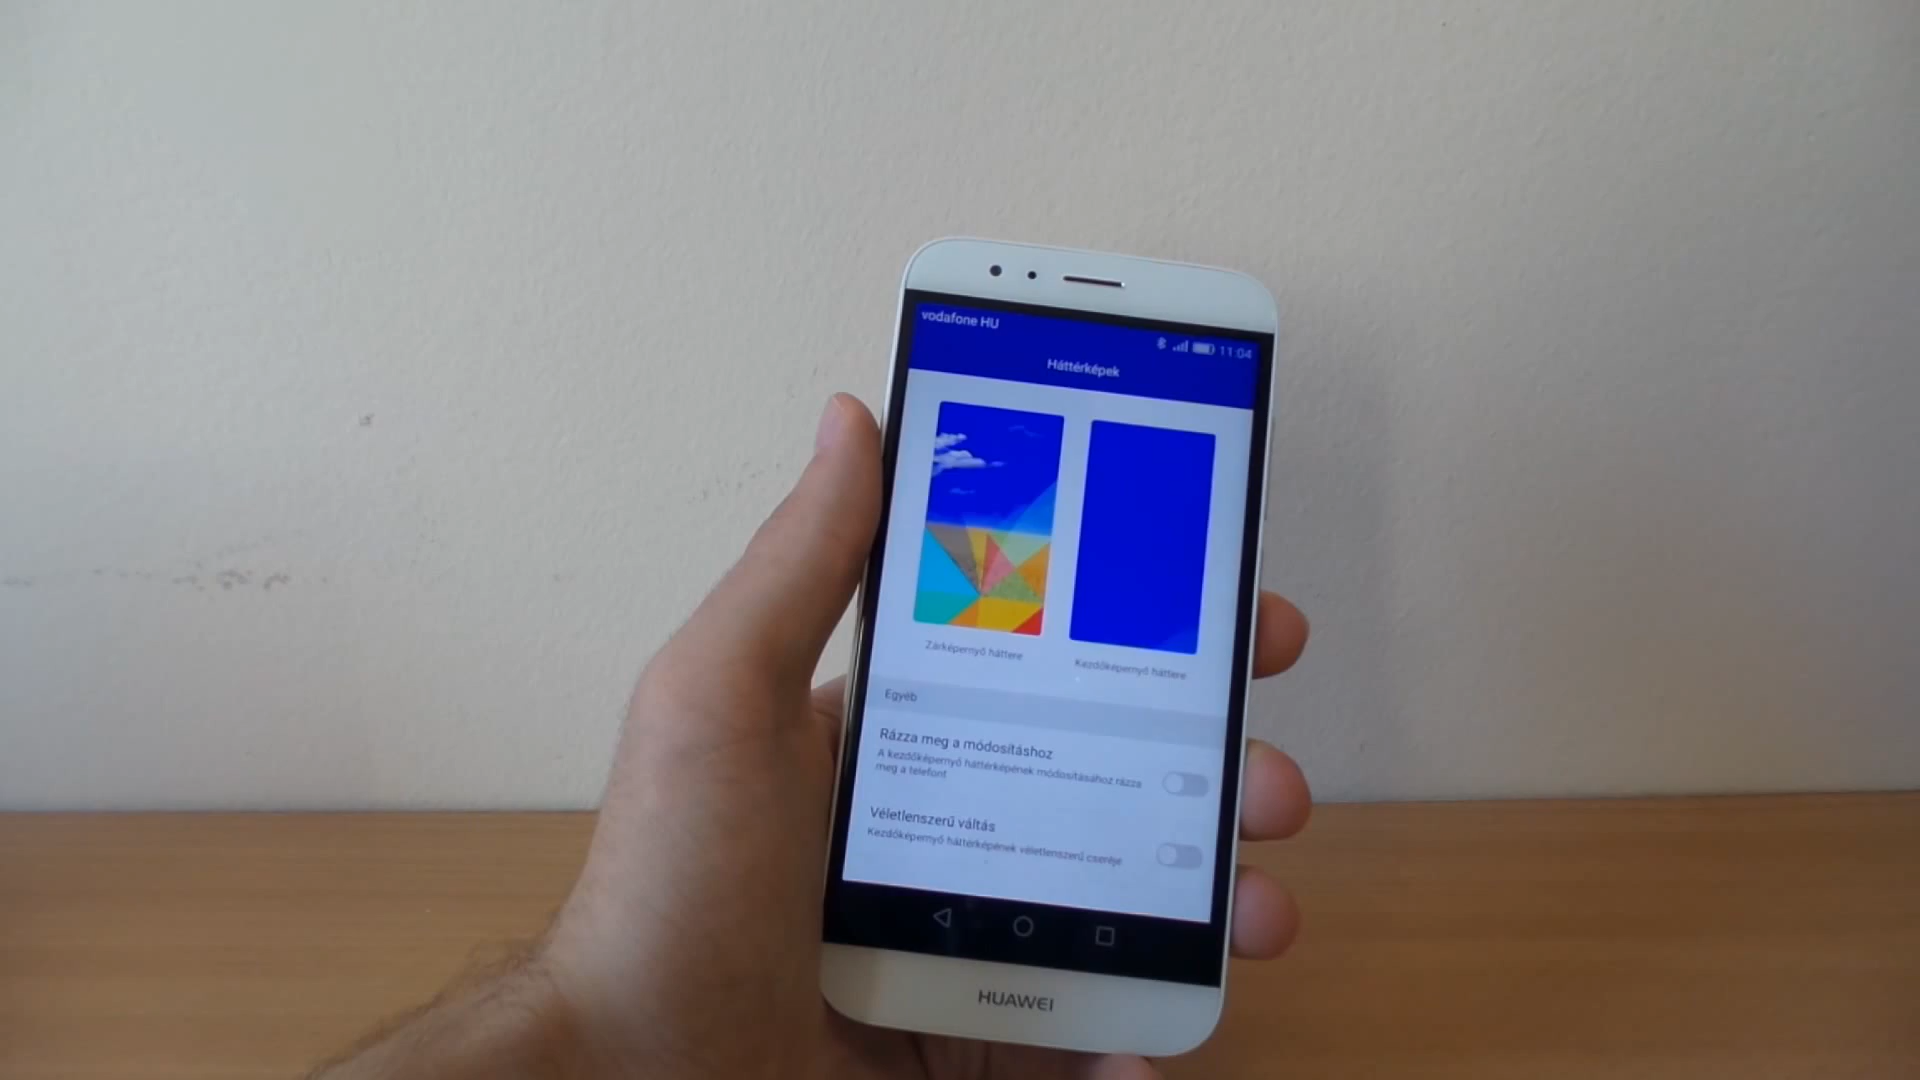 vodafone HU
11:04
Háttérképek
Zárképernyő háttere
Kezdőképernyő háttere
Egyéb
Rázza meg a módosításhoz
A kezdőképernyő háttérképének módosításához rázza
meg a telefont
Véletlenszerű váltás
Kezdőképernyő háttérképének véletlenszerű cseréje
HUAWEI